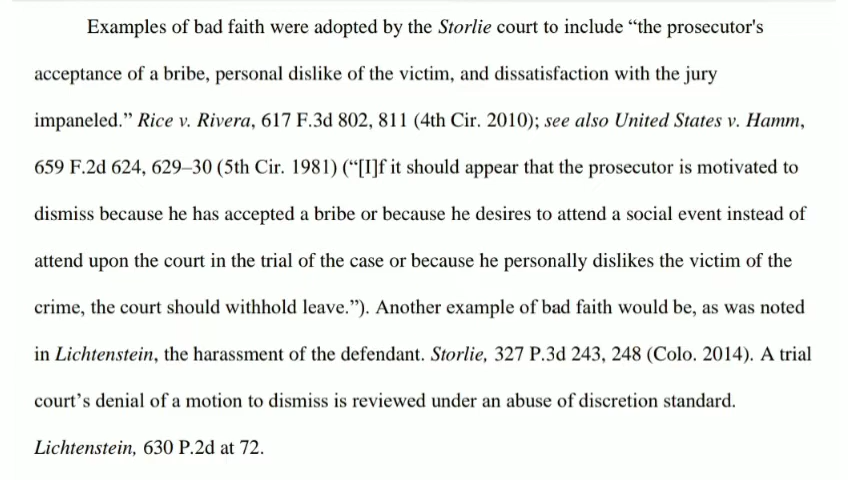 Examples of bad faith were adopted by the Storlie court to include “the prosecutor's
acceptance of a bribe, personal dislike of the victim, and dissatisfaction with the jury
impaneled.” Rice v. Rivera, 617 F.3d 802, 811 (4th Cir. 2010); see also United States v. Hamm,
659 F.2d 624, 629–30 (5th Cir. 1981) (“[I]f it should appear that the prosecutor is motivated to
dismiss because he has accepted a bribe or because he desires to attend a social event instead of
attend upon the court in the trial of the case or because he personally dislikes the victim of the
crime, the court should withhold leave.”). Another example of bad faith would be, as was noted
in Lichtenstein, the harassment of the defendant. Storlie, 327 P.3d 243, 248 (Colo. 2014). A trial
court’s denial of a motion to dismiss is reviewed under an abuse of discretion standard.
Lichtenstein, 630 P.2d at 72.